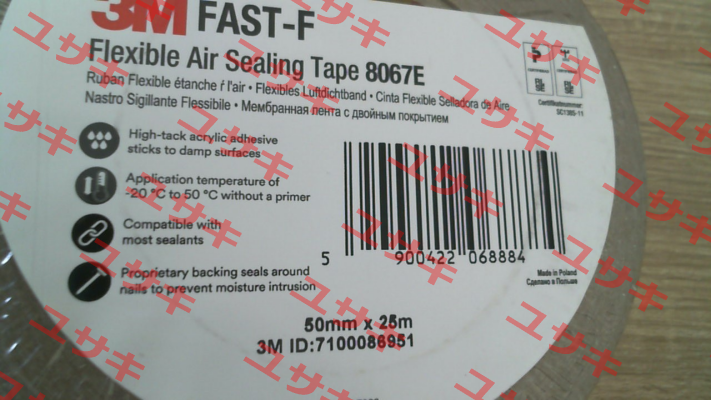 3M FAST-F
Flexible Air Sealing Tape 8067E
Ruban Flexible étanche ŕ l'air • Flexibles Luftdichtband • Cinta Flexible Selladora de Aire
Nastro Sigillante Flessibile • Мембранная лента с двойным покрытием
Certifikatnummer:
SC1385-11
High-tack acrylic adhesive
sticks to damp surfaces
Application temperature of
-20 °C to 50 °C without a primer
Compatible with
most sealants
Proprietary backing seals around
nails to prevent moisture intrusion
5 900422 068884
Made in Poland
Сделано в Польше
50mm x 25m
3M ID:7100086951
ユサキ